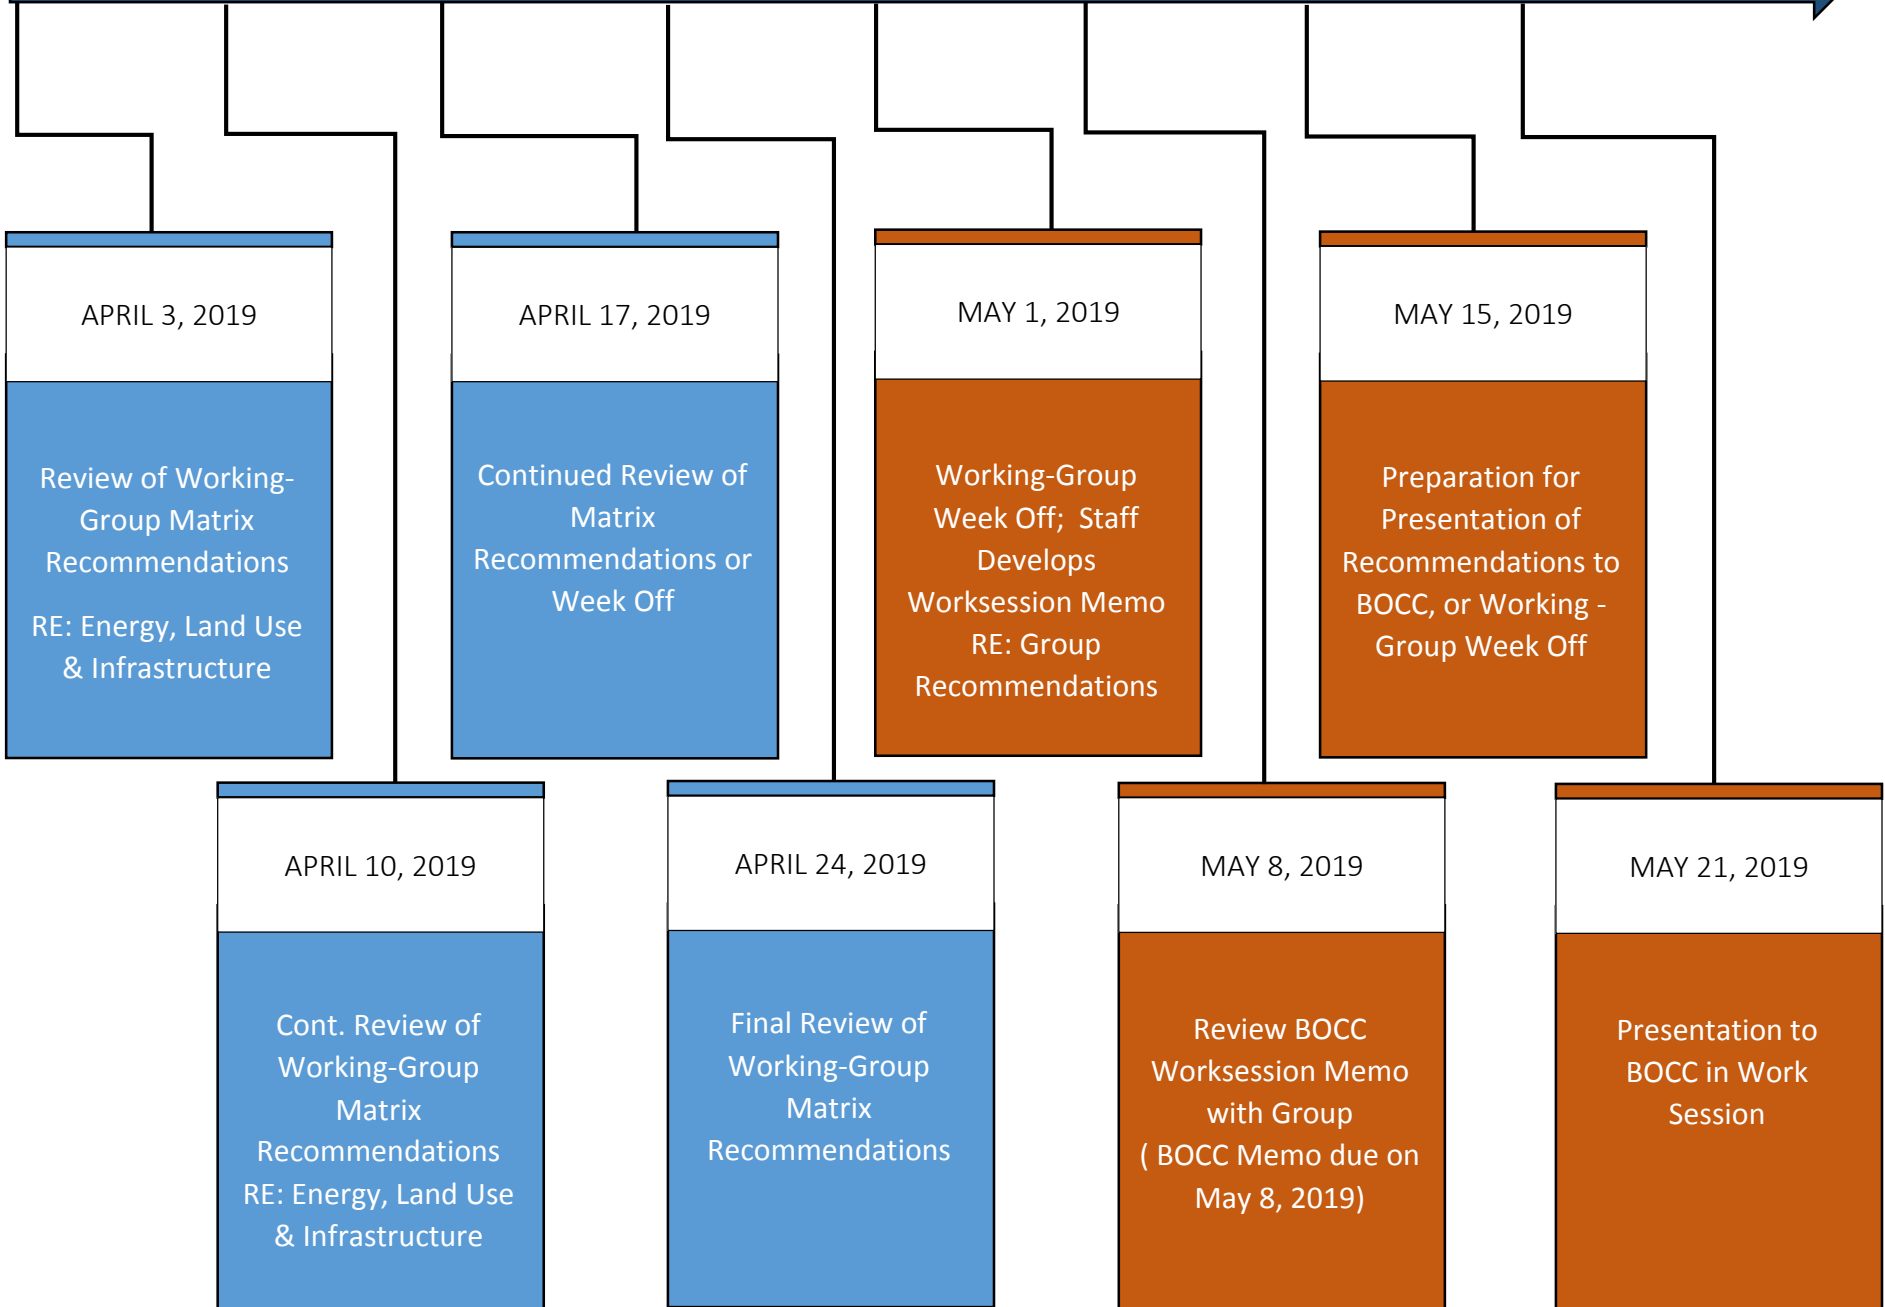 APRIL 3, 2019
Review of Working-
Group Matrix
Recommendations
RE: Energy, Land Use
& Infrastructure
APRIL 10, 2019
Cont. Review of
Working-Group
Matrix
Recommendations
RE: Energy, Land Use
& Infrastructure
APRIL 17, 2019
Continued Review of
Matrix
Recommendations or
Week Off
APRIL 24, 2019
Final Review of
Working-Group
Matrix
Recommendations
MAY 1, 2019
Working-Group
Week Off;  Staff
Develops
Worksession Memo
RE: Group
Recommendations
MAY 8, 2019
Review BOCC
Worksession Memo
with Group
( BOCC Memo due on
May 8, 2019)
MAY 15, 2019
Preparation for
Presentation of
Recommendations to
BOCC, or Working -
Group Week Off
MAY 21, 2019
Presentation to
BOCC in Work
Session